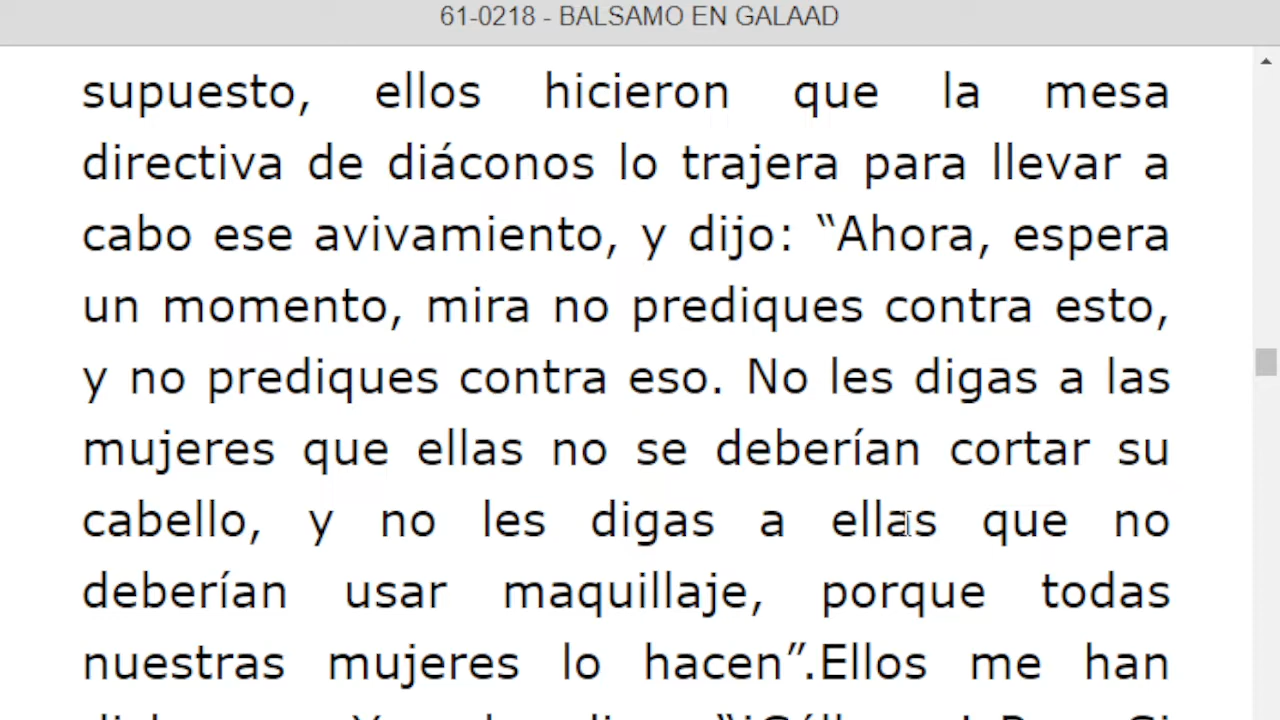 61-0218 - BALSAMO EN GALAAD
supuesto, ellos hicieron que la mesa
directiva de diáconos lo trajera para llevar a
cabo ese avivamiento, y dijo: “Ahora, espera
un momento, mira no prediques contra esto,
y no prediques contra eso. No les digas a las
mujeres que ellas no se deberían cortar su
cabello, y no les digas a ellas que no
deberían usar maquillaje, porque todas
nuestras mujeres lo hacen”.Ellos me han